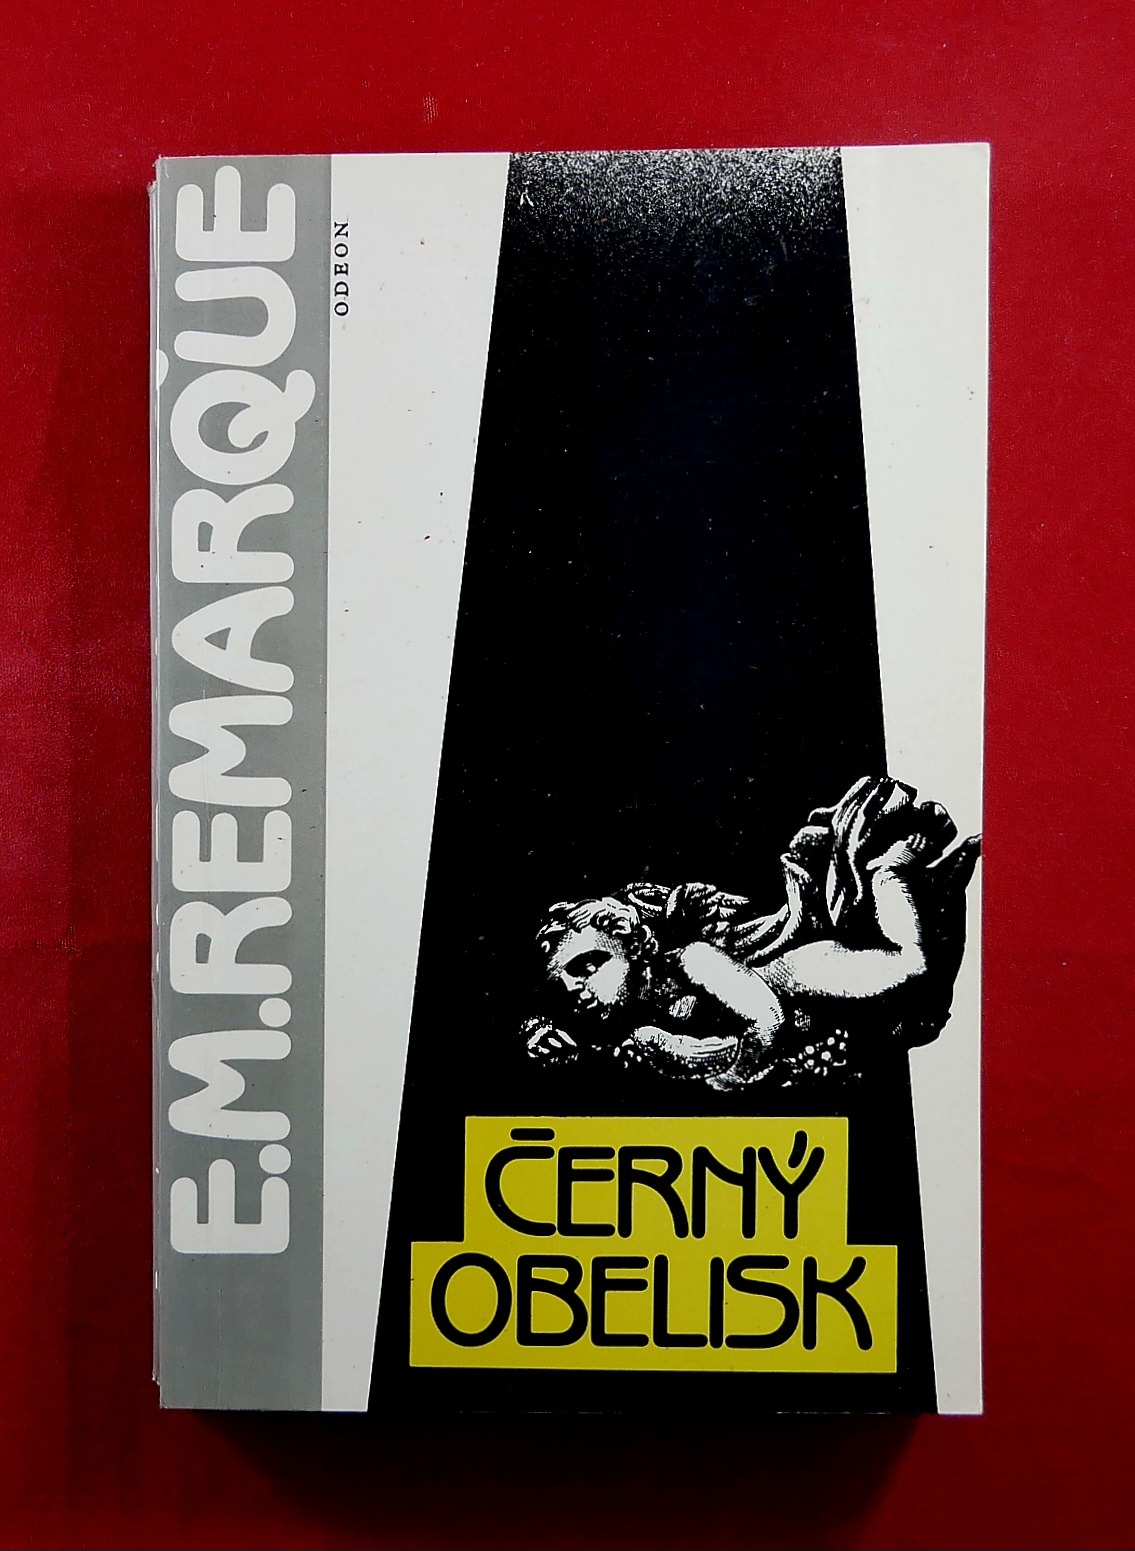 E.M.REMARQUE
ODEON
ČERNÝ
OBELISK